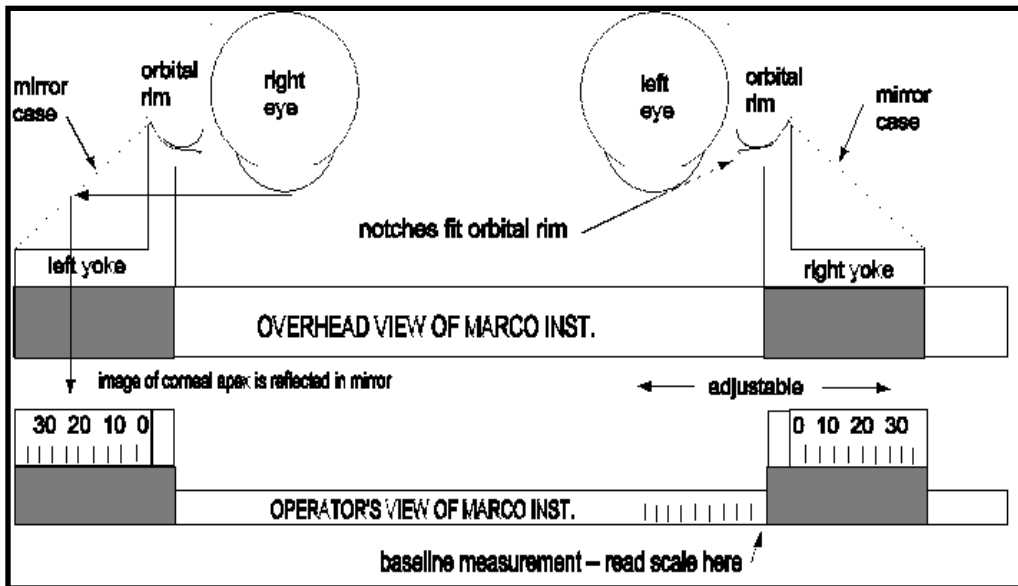 mirror
case
orbital
rim
right
eye
left
eye
orbital
rim
mirror
case
notches fit orbital rim
left yoke
right yoke
OVERHEAD VIEW OF MARCO INST.
image of corneal apex is reflected in mirror
adjustable
30 20 10 0
0 10 20 30
OPERATOR'S VIEW OF MARCO INST.
baseline measurement – read scale here